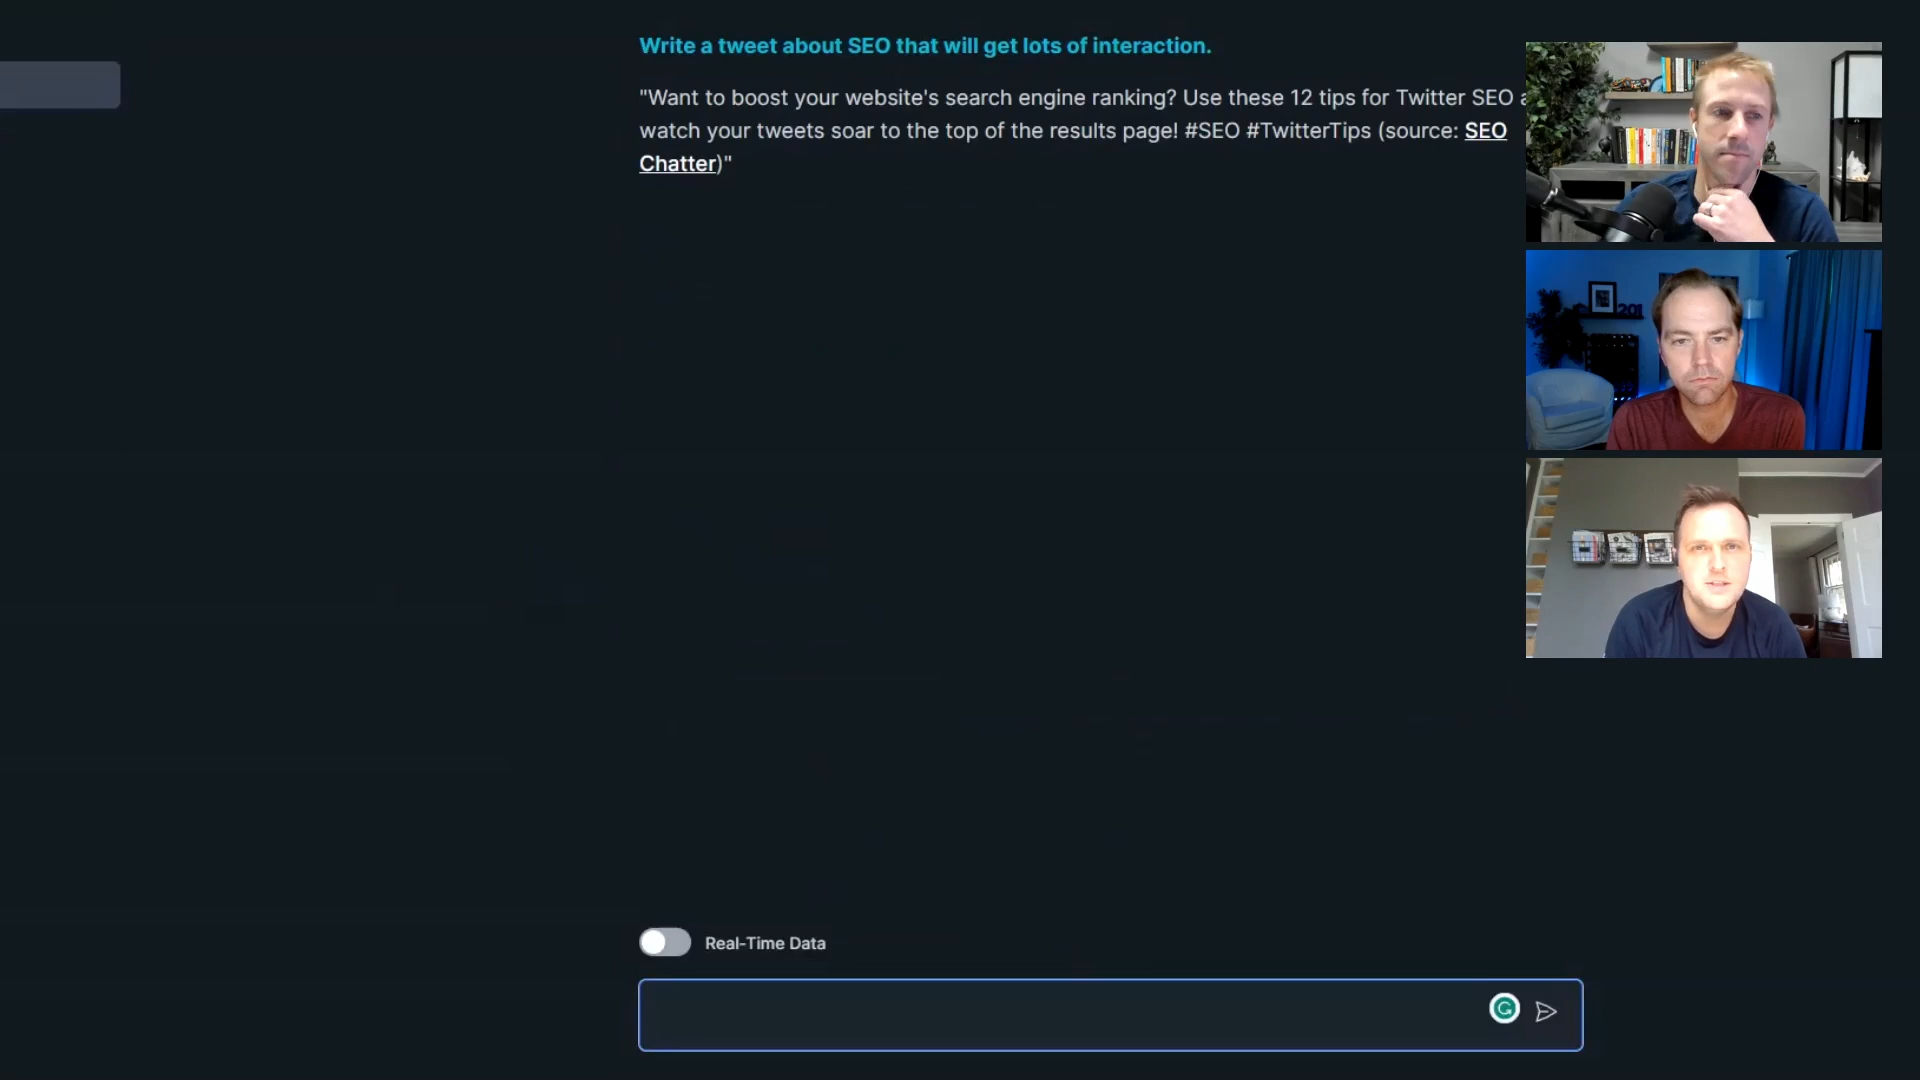 Write a tweet about SEO that will get lots of interaction.
"Want to boost your website's search engine ranking? Use these 12 tips for Twitter SEO
watch your tweets soar to the top of the results page! #SEO #TwitterTips (source: SEO
Chatter)"
201
Real-Time Data